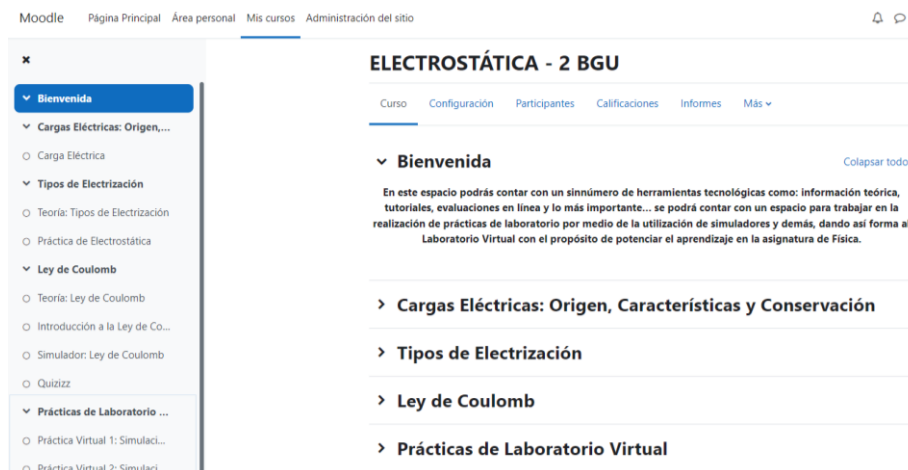 Moodle Página Principal Área personal Mis cursos Administración del sitio
Bienvenida
Cargas Eléctricas: Origen,...
Carga Eléctrica
Tipos de Electrización
Teoría: Tipos de Electrización
Práctica de Electrostática
Ley de Coulomb
Teoría: Ley de Coulomb
Introducción a la Ley de Co...
Simulador: Ley de Coulomb
Quizizz
Prácticas de Laboratorio ...
Práctica Virtual 1: Simulaci...
Práctica Virtual 2: Simulaci
ELECTROSTÁTICA - 2 BGU
Curso Configuración Participantes Calificaciones Informes Más
Bienvenida
Colapsar todo
En este espacio podrás contar con un sinnúmero de herramientas tecnológicas como: información teórica,
tutoriales, evaluaciones en línea y lo más importante... se podrá contar con un espacio para trabajar en la
realización de prácticas de laboratorio por medio de la utilización de simuladores y demás, dando así forma al
Laboratorio Virtual con el propósito de potenciar el aprendizaje en la asignatura de Física.
Cargas Eléctricas: Origen, Características y Conservación
Tipos de Electrización
Ley de Coulomb
Prácticas de Laboratorio Virtual